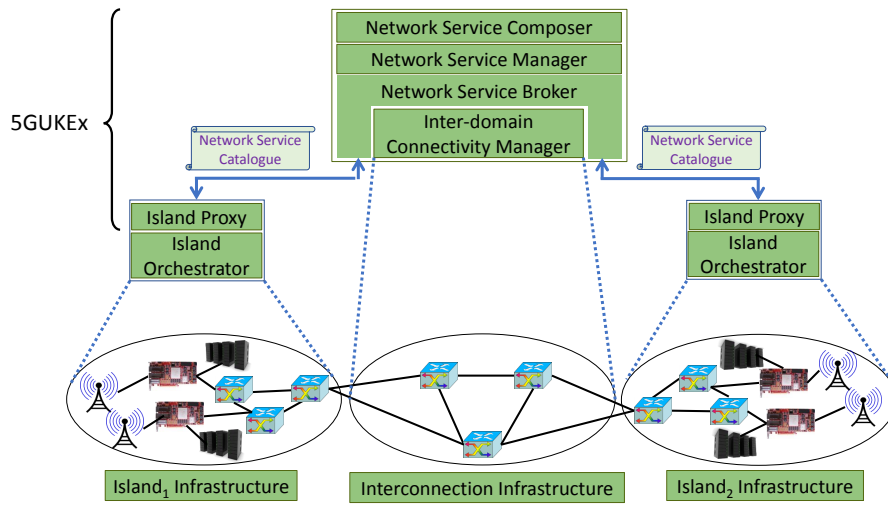 Network Service Composer
Network Service Manager
Network Service Broker
Inter-domain
Connectivity Manager
5GUKEx
Network Service
Catalogue
Network Service
Catalogue
Island Proxy
Island
Orchestrator
Island Proxy
Island
Orchestrator
Island₁ Infrastructure
Interconnection Infrastructure
Island₂ Infrastructure